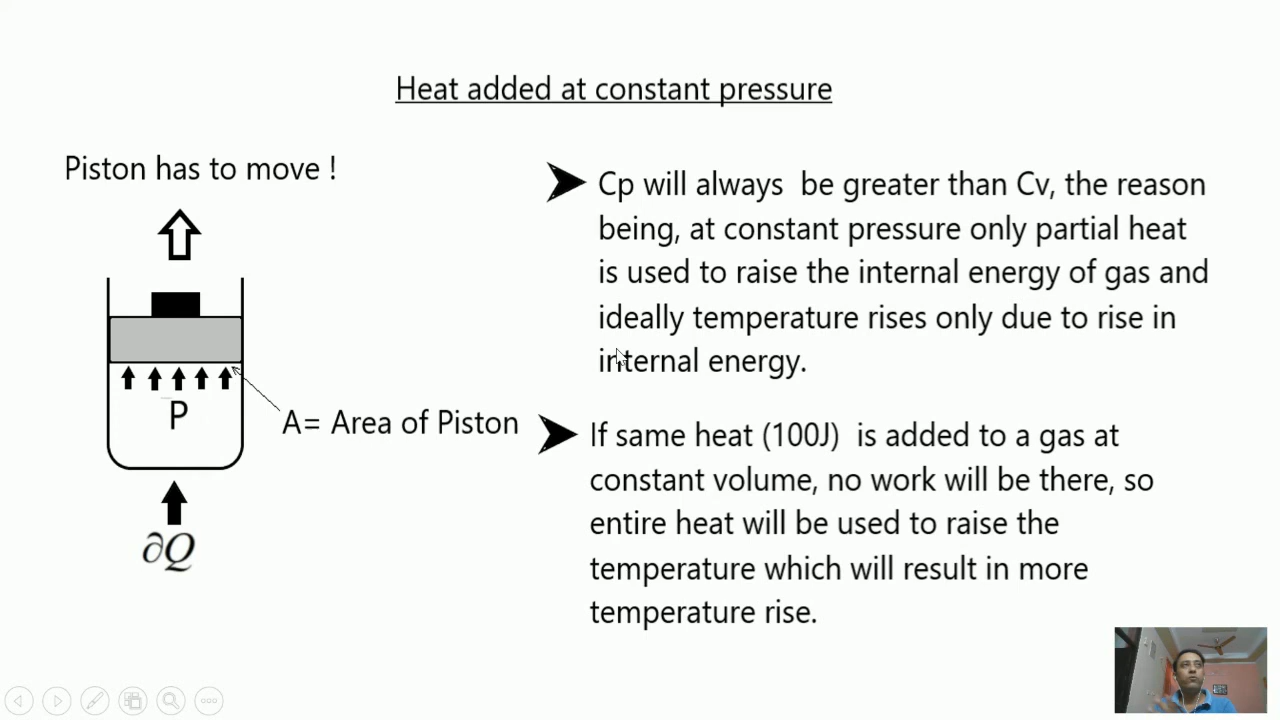 Heat added at constant pressure
Piston has to move !
P
A= Area of Piston
∂Q
Cp will always be greater than Cv, the reason
being, at constant pressure only partial heat
is used to raise the internal energy of gas and
ideally temperature rises only due to rise in
internal energy.
If same heat (100J) is added to a gas at
constant volume, no work will be there, so
entire heat will be used to raise the
temperature which will result in more
temperature rise.